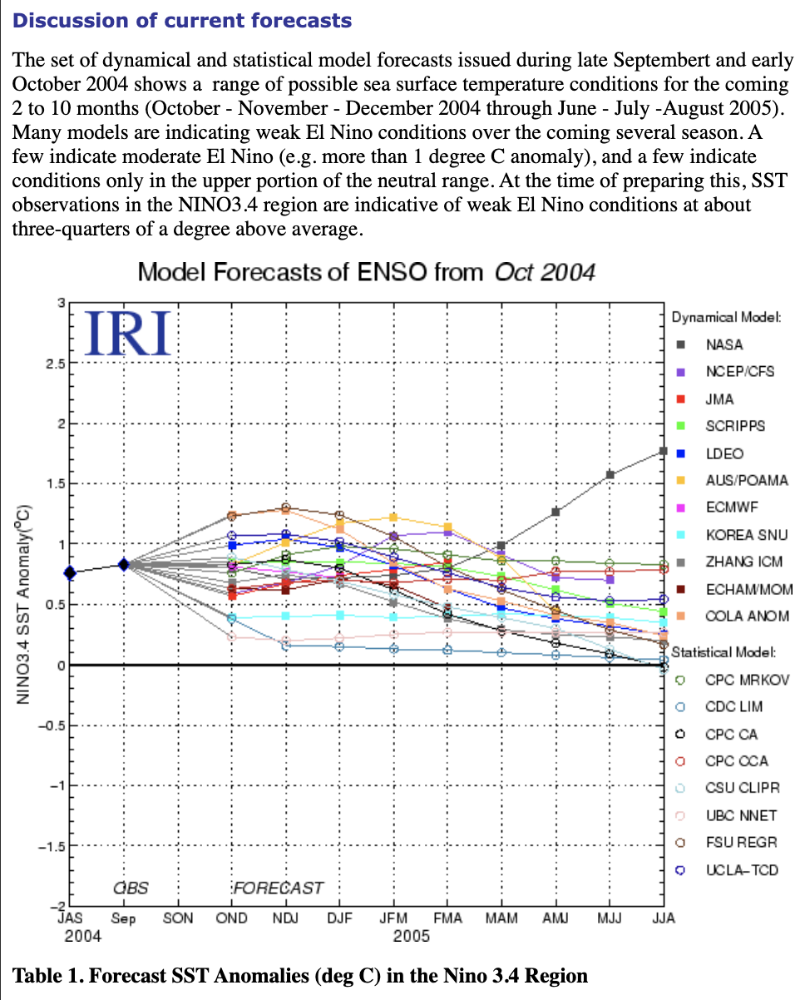 Discussion of current forecasts
The set of dynamical and statistical model forecasts issued during late Septembert and early
October 2004 shows a  range of possible sea surface temperature conditions for the coming
2 to 10 months (October - November - December 2004 through June - July -August 2005).
Many models are indicating weak El Nino conditions over the coming several season. A
few indicate moderate El Nino (e.g. more than 1 degree C anomaly), and a few indicate
conditions only in the upper portion of the neutral range. At the time of preparing this, SST
observations in the NINO3.4 region are indicative of weak El Nino conditions at about
three-quarters of a degree above average.
Model Forecasts of ENSO from Oct 2004
IRI
NINO3.4 SST Anomaly(°C)
3
2.5
2
1.5
1
0.5
0
−0.5
−1
−1.5
−2
OBS FORECAST
JAS Sep SON OND NDJ DJF JFM FMA MAM AMJ MJJ JJA
2004 2005
Dynamical Model:
NASA
NCEP/CFS
JMA
SCRIPPS
LDEO
AUS/POAMA
ECMWF
KOREA SNU
ZHANG ICM
ECHAM/MOM
COLA ANOM
Statistical Model:
CPC MRKOV
CDC LIM
CPC CA
CPC CCA
CSU CLIPR
UBC NNET
FSU REGR
UCLA−TCD
Table 1. Forecast SST Anomalies (deg C) in the Nino 3.4 Region